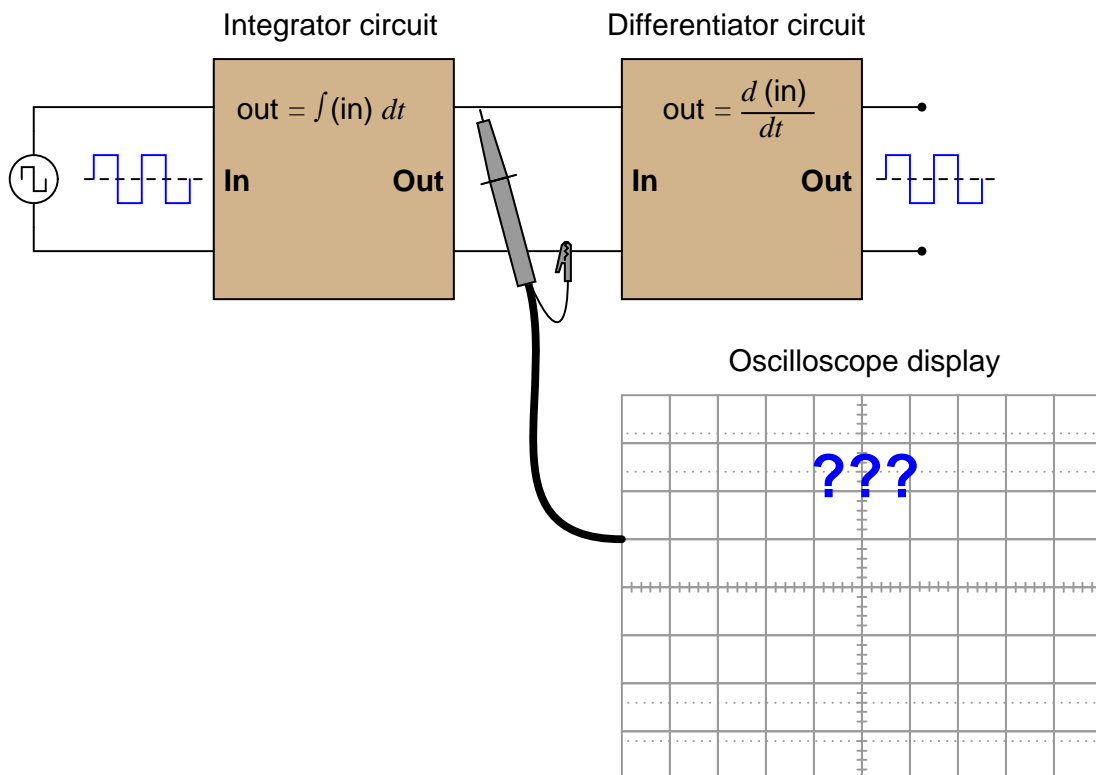 Integrator circuit
Differentiator circuit
out = ∫(in) dt
out = d (in) / dt
In
Out
In
Out
Oscilloscope display
???